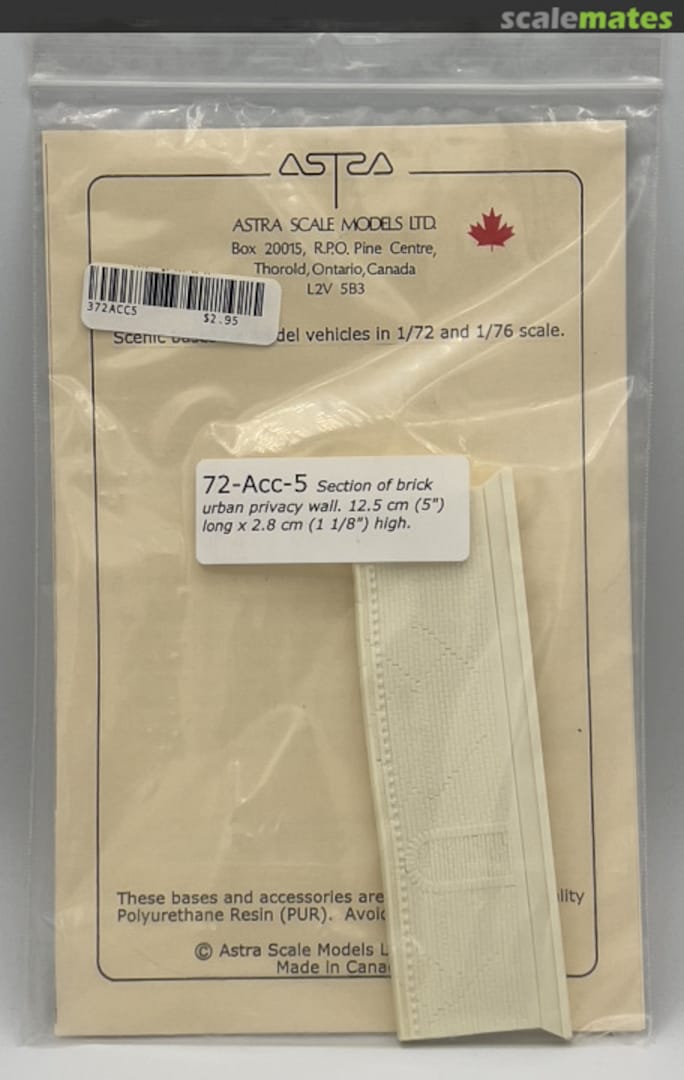 scalemates
ASTRA
ASTRA SCALE MODELS LTD.
Box 20015, R.P.O. Pine Centre,
Thorold, Ontario, Canada
L2V 5B3
372ACC5
$2.95
Scenic vehicles in 1/72 and 1/76 scale.
72-Acc-5 Section of brick
urban privacy wall. 12.5 cm (5")
long x 2.8 cm (1 1/8") high.
These bases and accessories are
Polyurethane Resin (PUR).
© Astra Scale Models
Made in